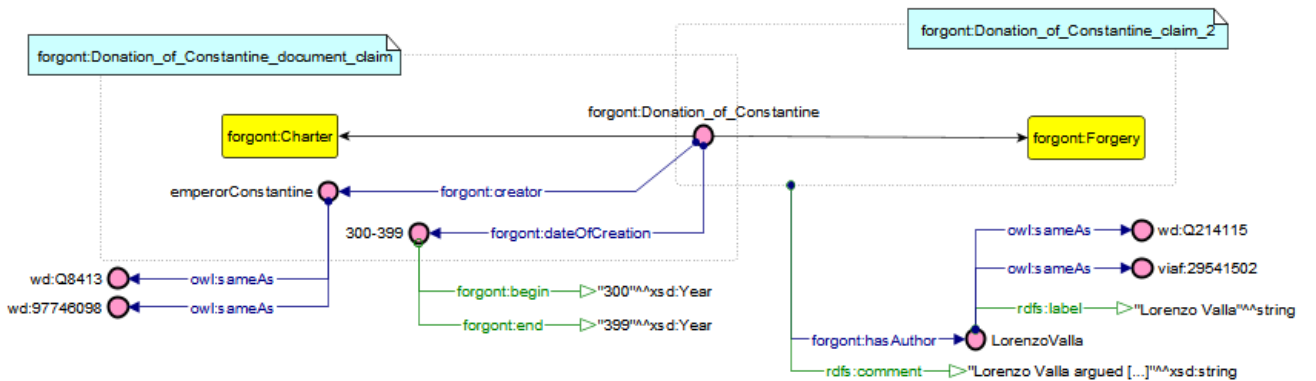 forgont:Donation_of_Constantine_claim_2
forgont:Donation_of_Constantine_document_claim
forgont:Donation_of_Constantine
forgont:Charter
forgont:Forgery
emperorConstantine
forgont:creator
300-399
forgont:dateOfCreation
owl:sameAs
wd:Q214115
wd:Q8413
owl:sameAs
owl:sameAs
viaf:29541502
forgont:begin
"300"^^xsd:Year
wd:97746098
owl:sameAs
rdfs:label
"Lorenzo Valla"^^string
forgont:end
"399"^^xsd:Year
forgont:hasAuthor
LorenzoValla
rdfs:comment
"Lorenzo Valla argued [...]"^^xsd:string